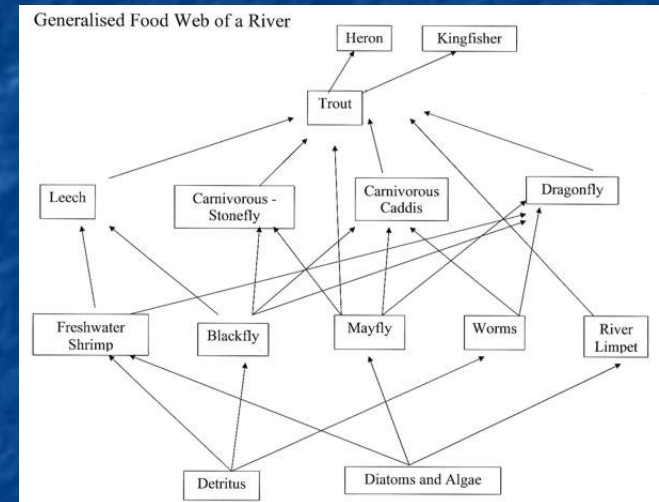 Generalised Food Web of a River
Heron
Kingfisher
Trout
Leech
Carnivorous -
Stonefly
Carnivorous
Caddis
Dragonfly
Freshwater
Shrimp
Blackfly
Mayfly
Worms
River
Limpet
Detritus
Diatoms and Algae